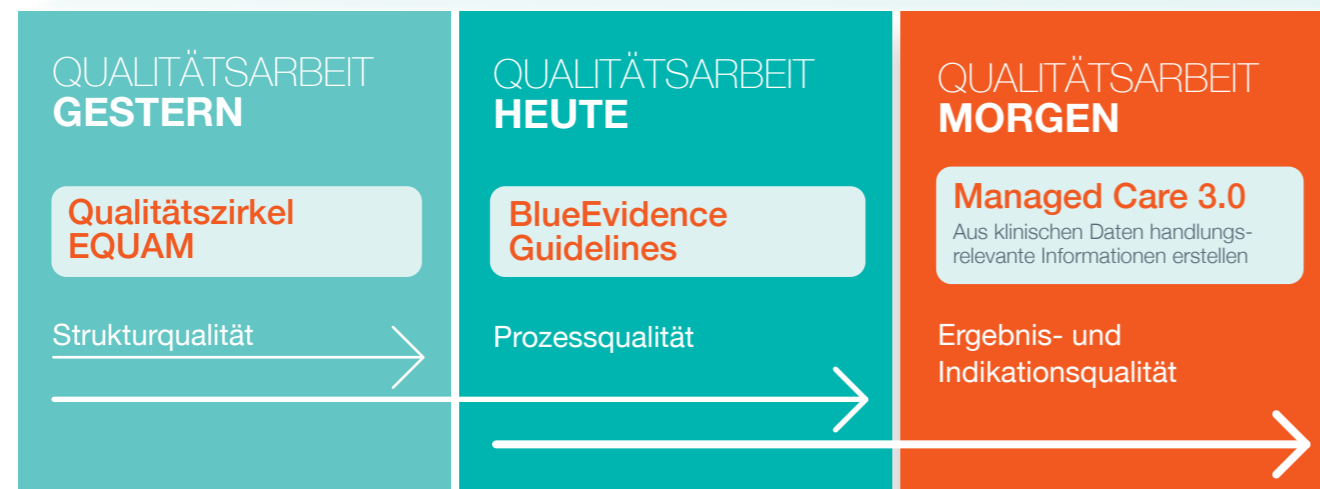 QUALITÄTSARBEIT
GESTERN
Qualitätszirkel
EQUAM
Strukturqualität
QUALITÄTSARBEIT
HEUTE
BlueEvidence
Guidelines
Prozessqualität
QUALITÄTSARBEIT
MORGEN
Managed Care 3.0
Aus klinischen Daten handlungs-
relevante Informationen erstellen
Ergebnis- und
Indikationsqualität